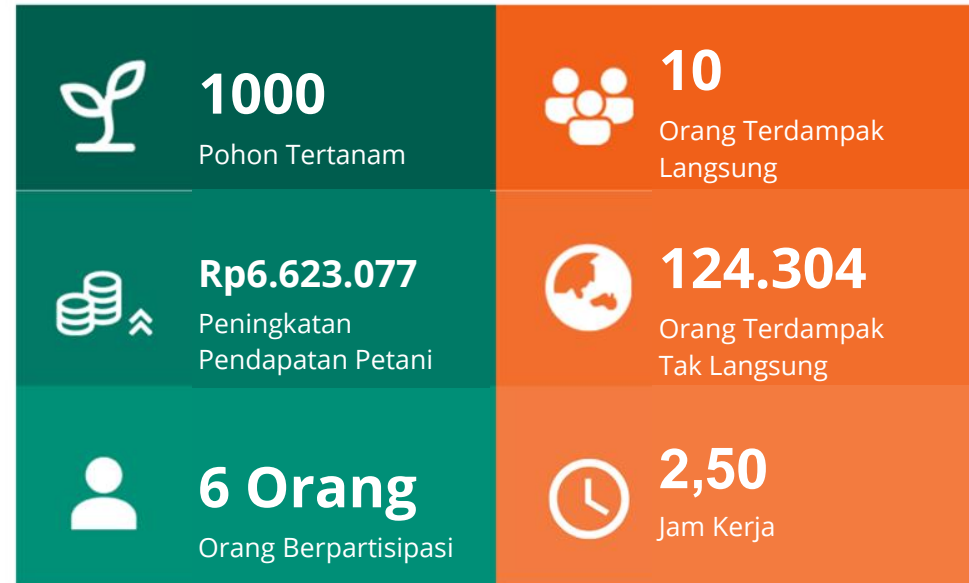 1000
Pohon Tertanam
10
Orang Terdampak
Langsung
Rp6.623.077
Peningkatan
Pendapatan Petani
124.304
Orang Terdampak
Tak Langsung
6 Orang
Orang Berpartisipasi
2,50
Jam Kerja